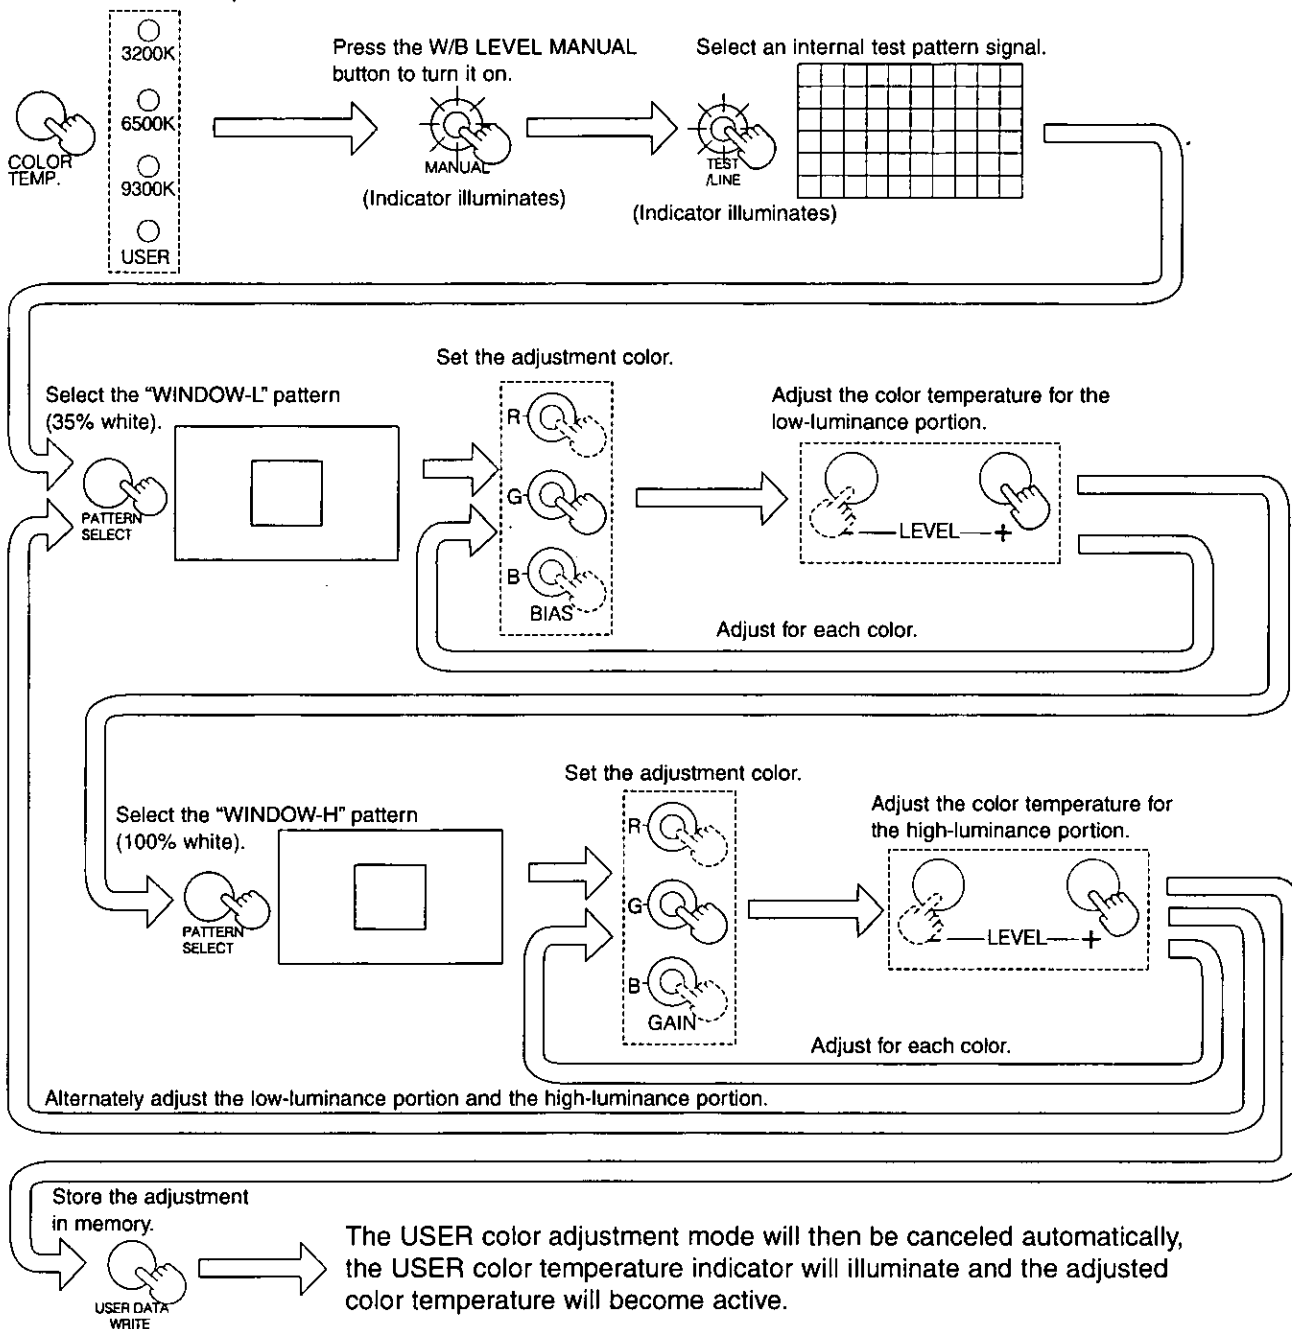 3200K
6500K
9300K
USER
COLOR
TEMP.
Press the W/B LEVEL MANUAL
button to turn it on.
MANUAL
(Indicator illuminates)
Select an internal test pattern signal.
TEST
/LINE
(Indicator illuminates)
Select the “WINDOW-L” pattern
(35% white).
PATTERN
SELECT
Set the adjustment color.
R
G
B
BIAS
Adjust the color temperature for the
low-luminance portion.
– LEVEL +
Adjust for each color.
Select the “WINDOW-H” pattern
(100% white).
PATTERN
SELECT
Set the adjustment color.
R
G
B
GAIN
Adjust the color temperature for
the high-luminance portion.
– LEVEL +
Adjust for each color.
Alternately adjust the low-luminance portion and the high-luminance portion.
Store the adjustment
in memory.
USER DATA
WRITE
The USER color adjustment mode will then be canceled automatically,
the USER color temperature indicator will illuminate and the adjusted
color temperature will become active.